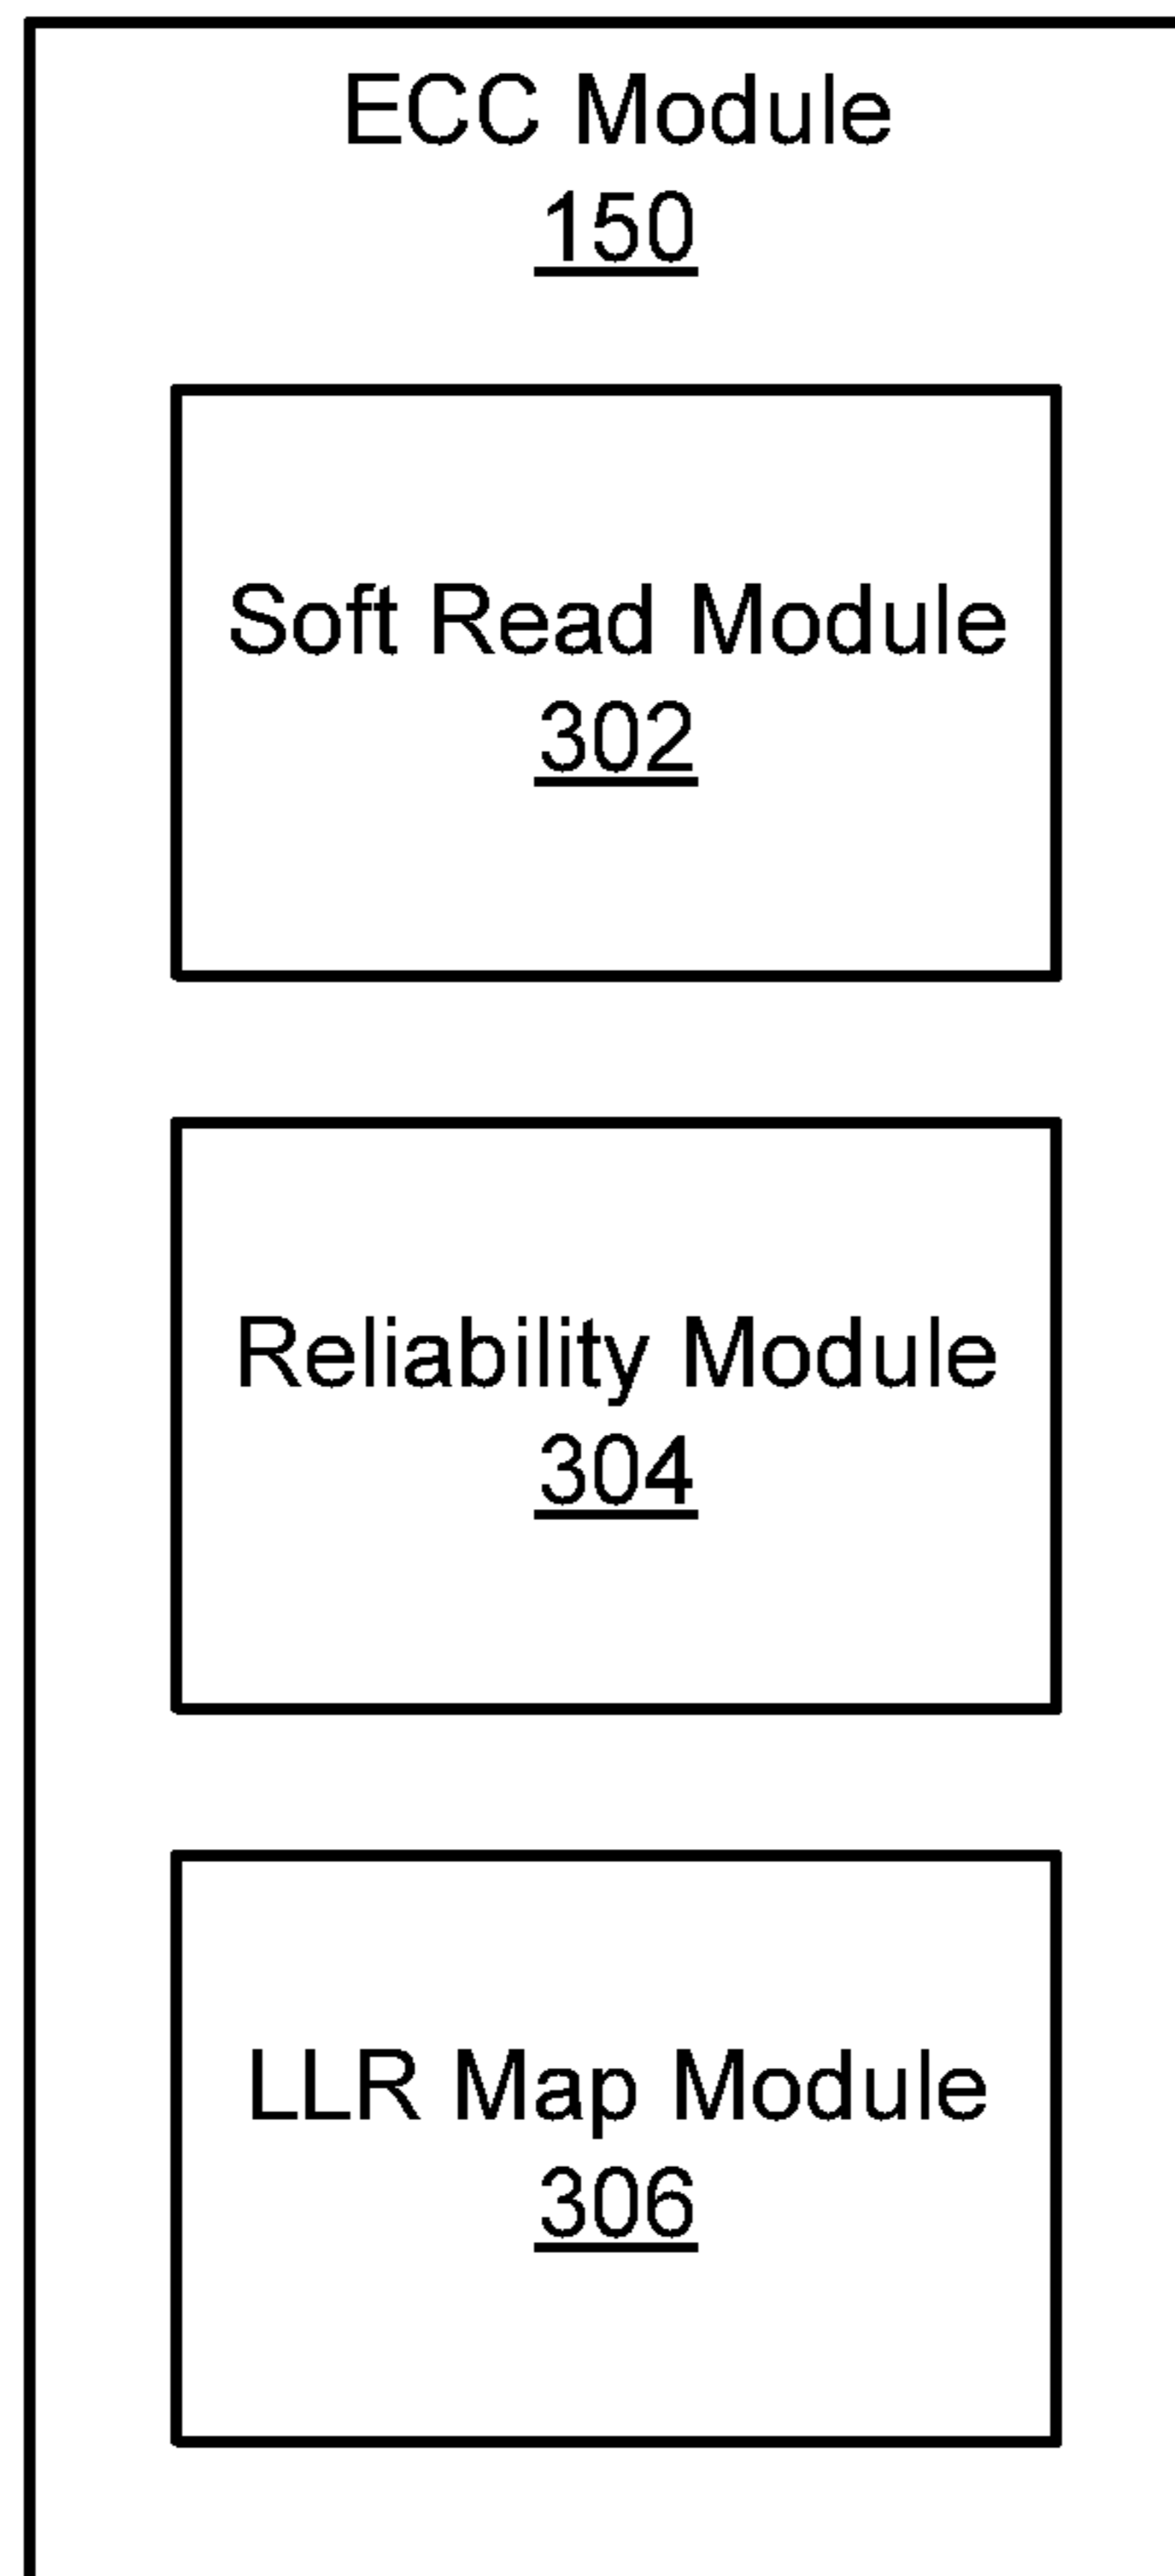 ECC Module
150
Soft Read Module
302
Reliability Module
304
LLR Map Module
306